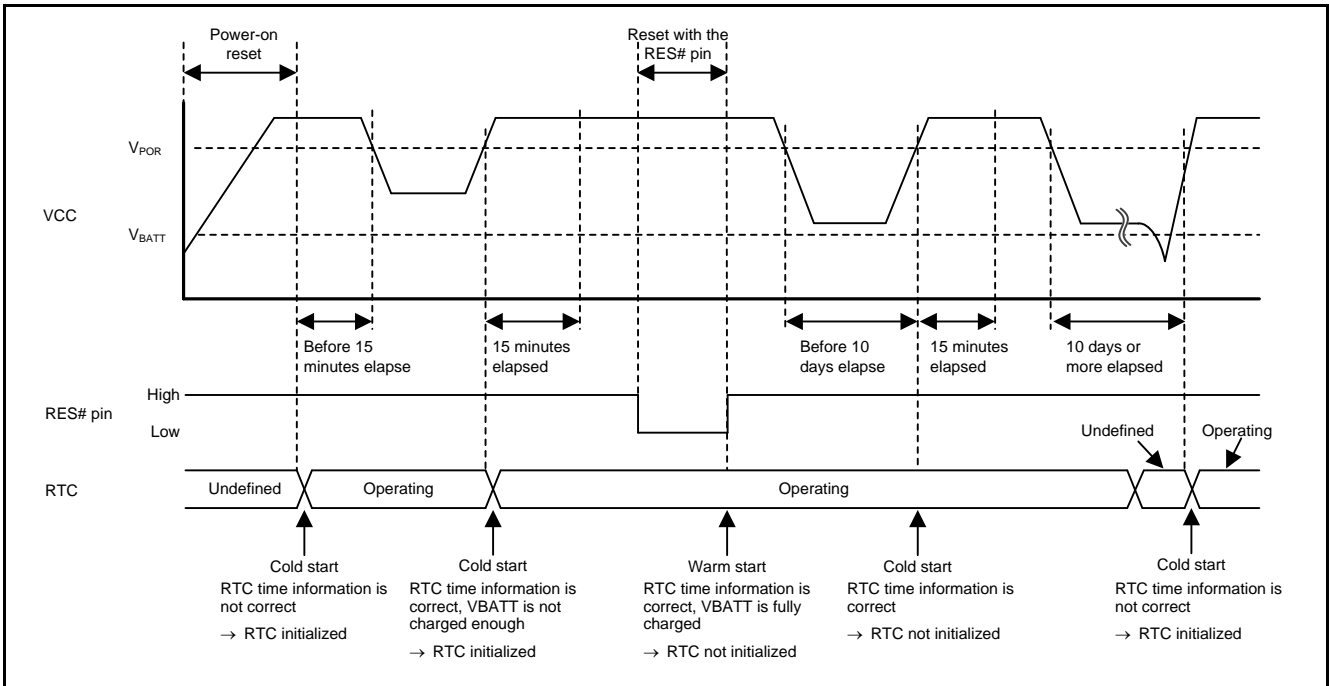 Power-on
reset
Reset with the
RES# pin
VPOR
VCC
VBATT
Before 15
minutes elapse
15 minutes
elapsed
Before 10
days elapse
15 minutes
elapsed
10 days or
more elapsed
High
RES# pin
Low
Undefined
Operating
RTC
Undefined
Operating
Operating
Cold start
RTC time information is
not correct
→ RTC initialized
Cold start
RTC time information is
correct, VBATT is not
charged enough
→ RTC initialized
Warm start
RTC time information is
correct, VBATT is fully
charged
→ RTC not initialized
Cold start
RTC time information is
correct
→ RTC not initialized
Cold start
RTC time information is
not correct
→ RTC initialized